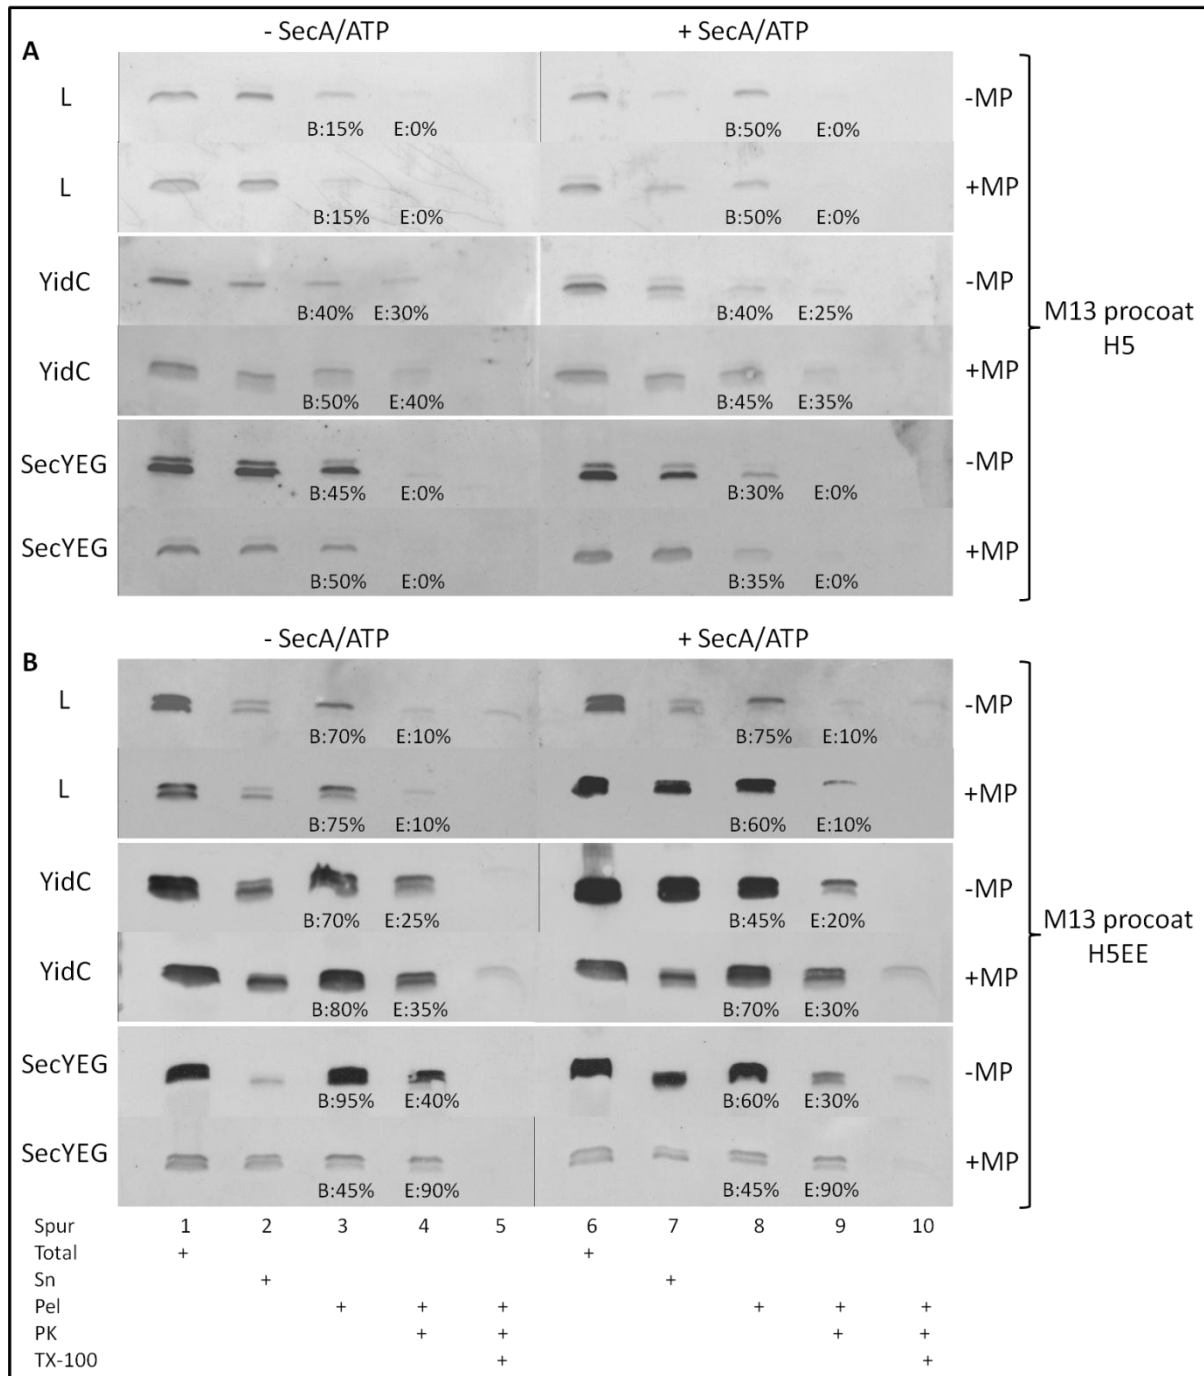 - SecA/ATP + SecA/ATP
A
L -MP
B:15% E:0% B:50% E:0%
L +MP
B:15% E:0% B:50% E:0%
YidC -MP
B:40% E:30% B:40% E:25%
M13 procoat
H5
YidC +MP
B:50% E:40% B:45% E:35%
SecYEG -MP
B:45% E:0% B:30% E:0%
SecYEG +MP
B:50% E:0% B:35% E:0%
- SecA/ATP + SecA/ATP
B
L -MP
B:70% E:10% B:75% E:10%
L +MP
B:75% E:10% B:60% E:10%
YidC -MP
B:70% E:25% B:45% E:20%
M13 procoat
H5EE
YidC +MP
B:80% E:35% B:70% E:30%
SecYEG -MP
B:95% E:40% B:60% E:30%
SecYEG +MP
B:45% E:90% B:45% E:90%
Spur 1 2 3 4 5 6 7 8 9 10
Total + +
Sn + +
Pel + + + + + +
PK + + + +
TX-100 + +